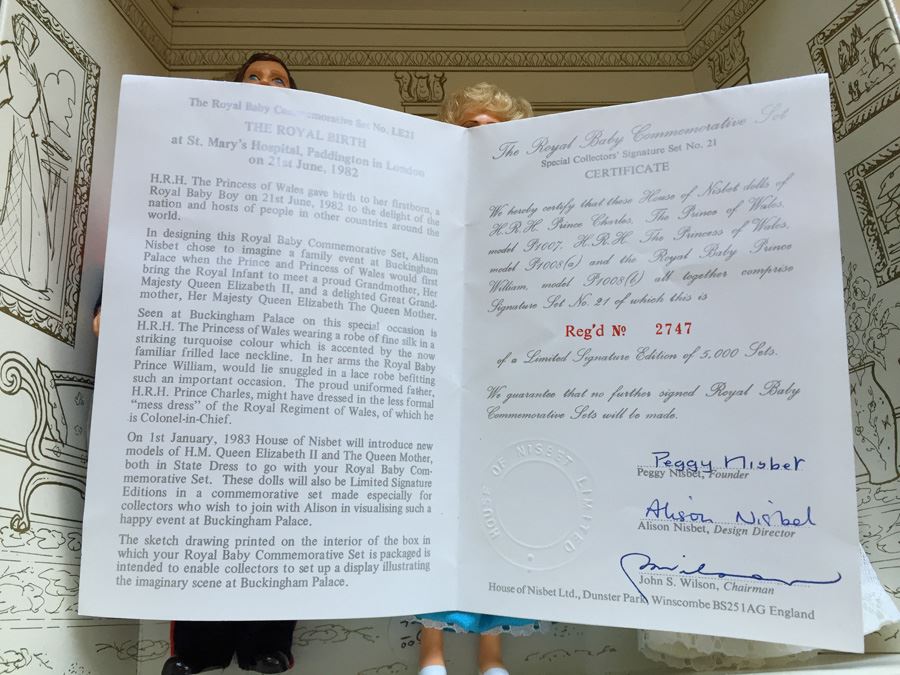 The Royal Baby Commemorative Set No. LE21
THE ROYAL BIRTH
at St. Mary's Hospital, Paddington in London
on 21st June, 1982
H.R.H. The Princess of Wales gave birth to her firstborn, a
Royal Baby Boy on 21st June, 1982 to the delight of the
nation and hosts of people in other countries around the
world.
In designing this Royal Baby Commemorative Set, Alison
Nisbet chose to imagine a family event at Buckingham
Palace when the Prince and Princess of Wales would first
bring the Royal Infant to meet a proud Grandmother, Her
Majesty Queen Elizabeth II, and a delighted Great Grand-
mother, Her Majesty Queen Elizabeth The Queen Mother.
Seen at Buckingham Palace on this special occasion is
H.R.H. The Princess of Wales wearing a robe of fine silk in a
striking turquoise colour which is accented by the now
familiar frilled lace neckline. In her arms the Royal Baby
Prince William, would lie snuggled in a lace robe befitting
such an important occasion. The proud uniformed father,
H.R.H. Prince Charles, might have dressed in the less formal
"mess dress" of the Royal Regiment of Wales, of which he
is Colonel-in-Chief.
On 1st January, 1983 House of Nisbet will introduce new
models of H.M. Queen Elizabeth II and The Queen Mother,
both in State Dress to go with your Royal Baby Com-
memorative Set. These dolls will also be Limited Signature
Editions in a commemorative set made especially for
collectors who wish to join with Alison in visualising such a
happy event at Buckingham Palace.
The sketch drawing printed on the interior of the box in
which your Royal Baby Commemorative Set is packaged is
intended to enable collectors to set up a display illustrating
the imaginary scene at Buckingham Palace.
The Royal Baby Commemorative Set
Special Collectors' Signature Set No. 21
CERTIFICATE
We hereby certify that these House of Nisbet dolls of
H.R.H. Prince Charles, The Prince of Wales,
model P1007, H.R.H. The Princess of Wales,
model P1008(a) and the Royal Baby Prince
William, model P1008(b) all together comprise
Signature Set No. 21 of which this is
Reg'd No 2747
of a Limited Signature Edition of 5,000 Sets.
We guarantee that no further signed Royal Baby
Commemorative Sets will be made.
HOUSE OF NISBET LIMITED
Peggy Nisbet
Peggy Nisbet, Founder
Alison Nisbet
Alison Nisbet, Design Director
John S. Wilson, Chairman
House of Nisbet Ltd., Dunster Park, Winscombe BS251AG England